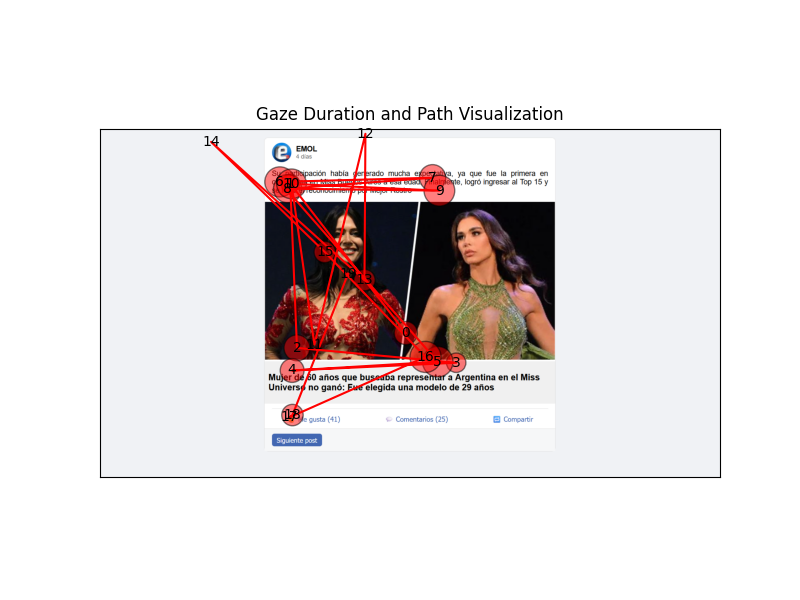 Gaze Duration and Path Visualization
14
12
EMOL
4 días
Su participación había generado mucha expectativa, ya que fue la primera en
Miss a esa edad. Finalmente, logró ingresar al Top 15 y
reconocimiento por Mejor Rostro
6
10
8
7
9
15
19
13
0
2
11
16
5
3
4
Mujer de 60 años que buscaba representar a Argentina en el Miss
Universo no ganó: Fue elegida una modelo de 29 años
17
18
gusta (41)
Comentarios (25)
Compartir
Siguiente post